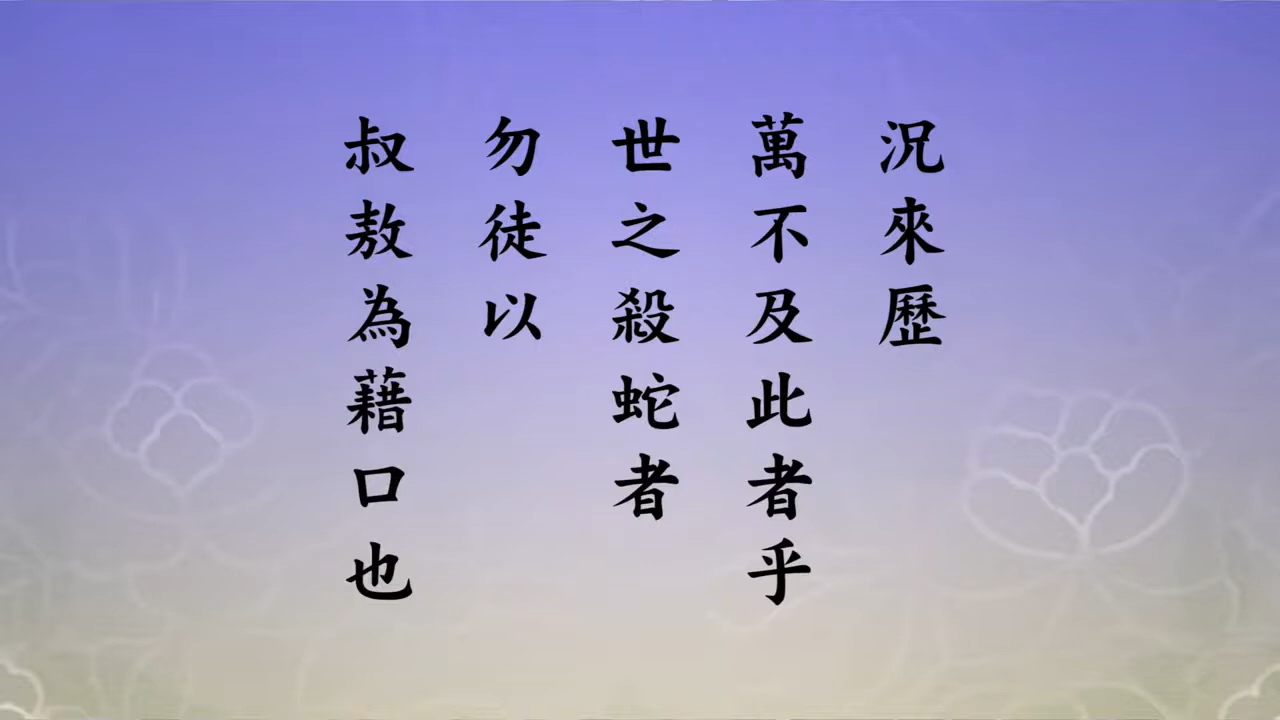 況來歷
萬不及此者乎
世之殺蛇者
勿徒以
叔敖為藉口也